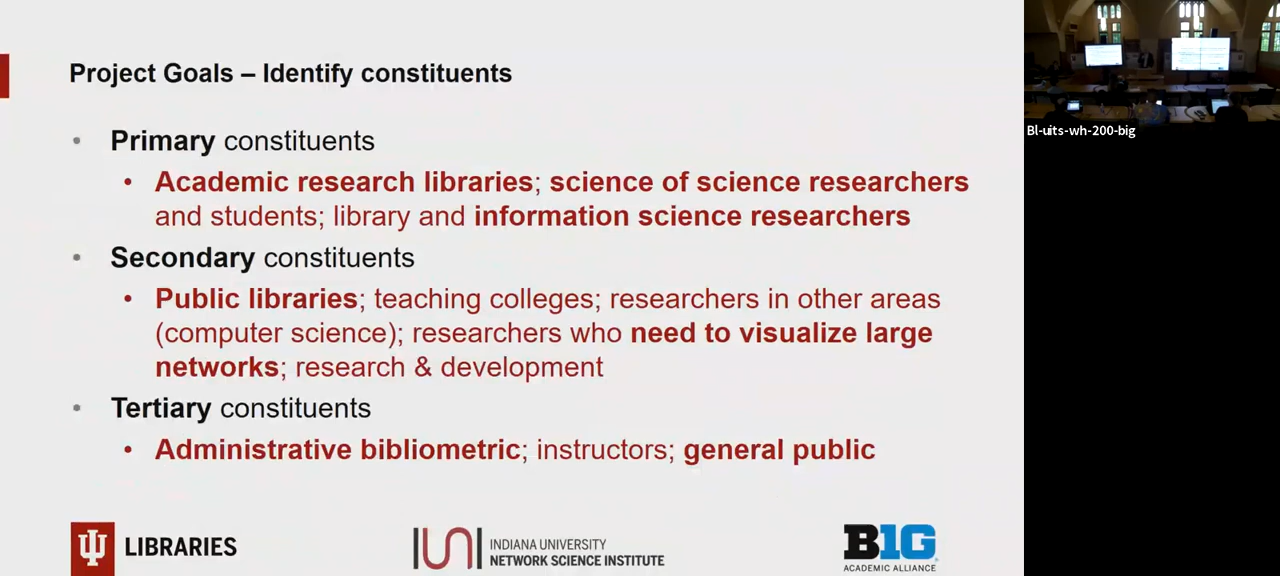 Project Goals – Identify constituents
• Primary constituents
• Academic research libraries; science of science researchers
and students; library and information science researchers
• Secondary constituents
• Public libraries; teaching colleges; researchers in other areas
(computer science); researchers who need to visualize large
networks; research & development
• Tertiary constituents
• Administrative bibliometric; instructors; general public
LIBRARIES
IUNI
INDIANA UNIVERSITY
NETWORK SCIENCE INSTITUTE
B1G
ACADEMIC ALLIANCE
Bl-uits-wh-200-big